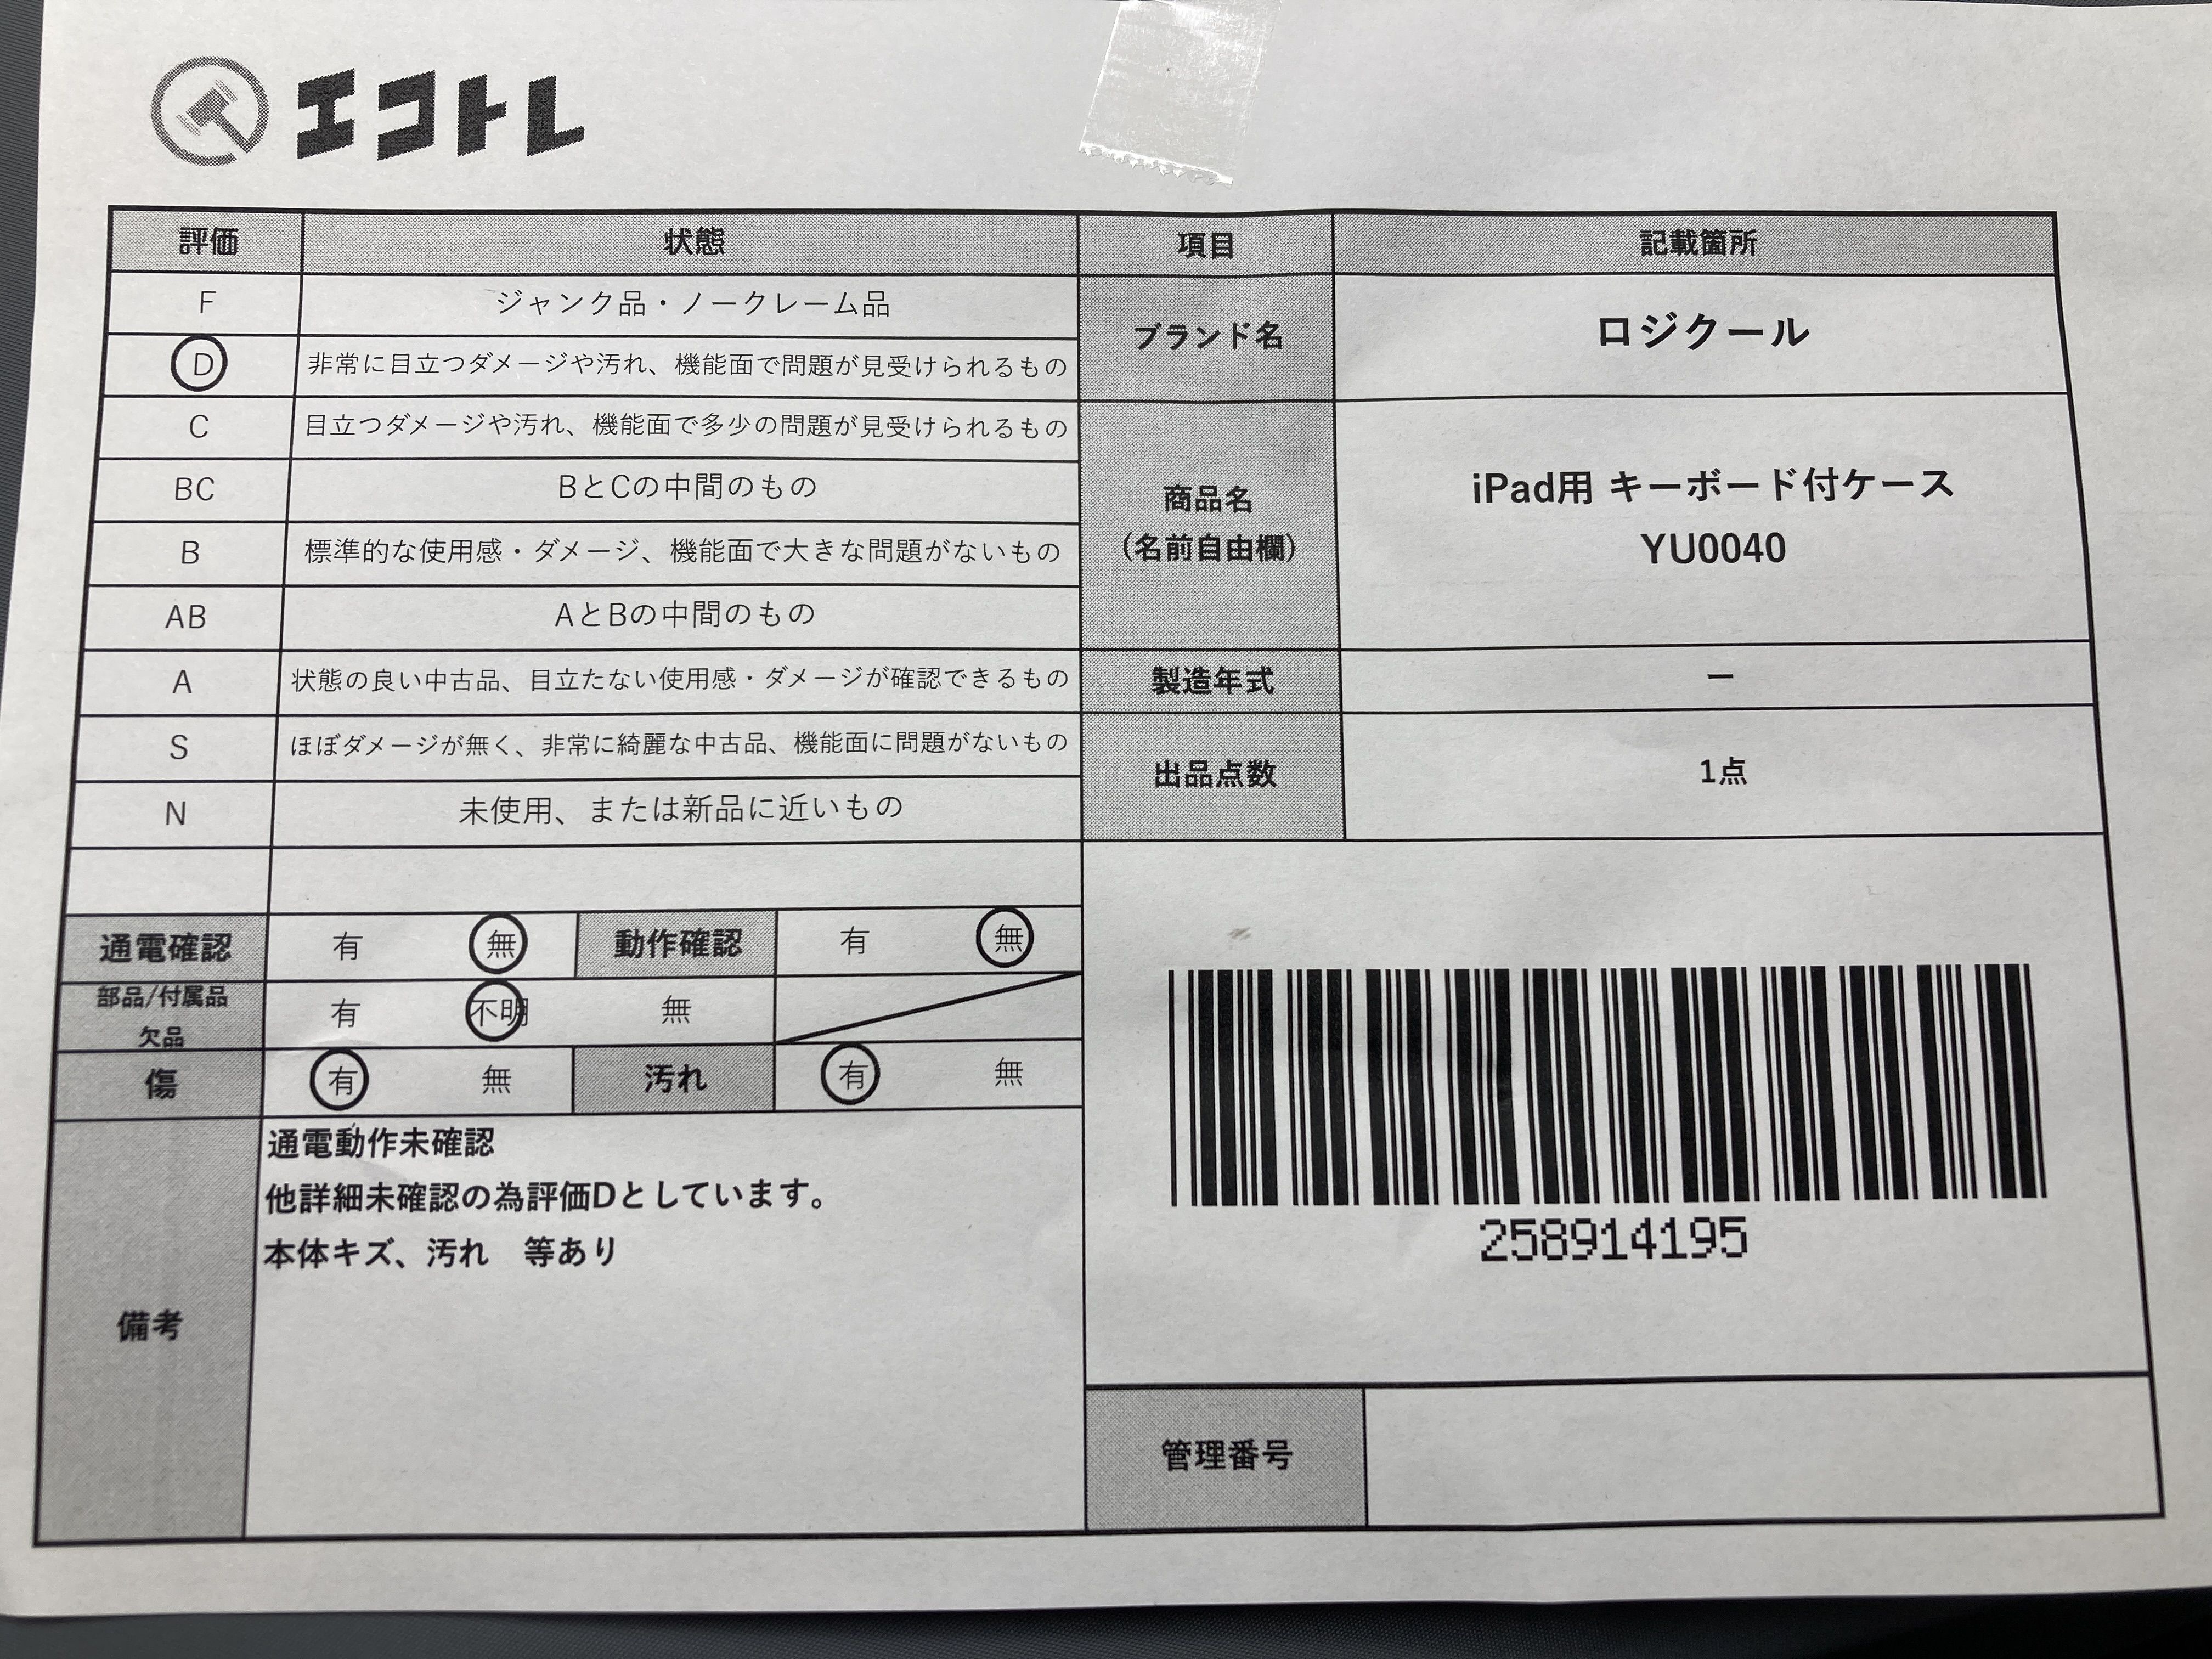 エコトレ
評価 状態 項目 記載箇所
F ジャンク品・ノークレーム品
D 非常に目立つダメージや汚れ、機能面で問題が見受けられるもの
ブランド名 ロジクール
C 目立つダメージや汚れ、機能面で多少の問題が見受けられるもの
BC BとCの中間のもの
商品名
(名前自由欄)
iPad用 キーボード付ケース
YU0040
B 標準的な使用感・ダメージ、機能面で大きな問題がないもの
AB AとBの中間のもの
A 状態の良い中古品、目立たない使用感・ダメージが確認できるもの
製造年式 ー
S ほぼダメージが無く、非常に綺麗な中古品、機能面に問題がないもの
出品点数 1点
N 未使用、または新品に近いもの
通電確認 有 無 動作確認 有 無
部品/付属品
欠品
有 不明 無
傷 有 無 汚れ 有 無
備考
通電動作未確認
他詳細未確認の為評価Dとしています。
本体キズ、汚れ　等あり
258914195
管理番号